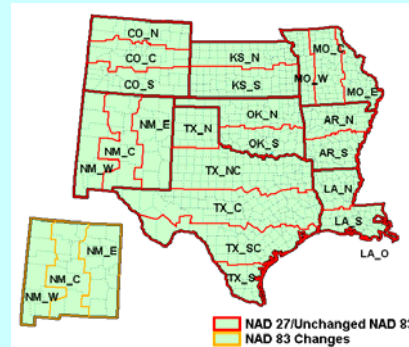 CO_N
CO_C
CO_S
KS_N
KS_S
MO_C
MO_W
MO_E
NM_E
NM_C
NM_W
TX_N
OK_N
OK_S
AR_N
AR_S
TX_NC
TX_C
TX_SC
TX_S
LA_N
LA_S
LA_O
NM_E
NM_C
NM_W
NAD 27/Unchanged NAD 83
NAD 83 Changes